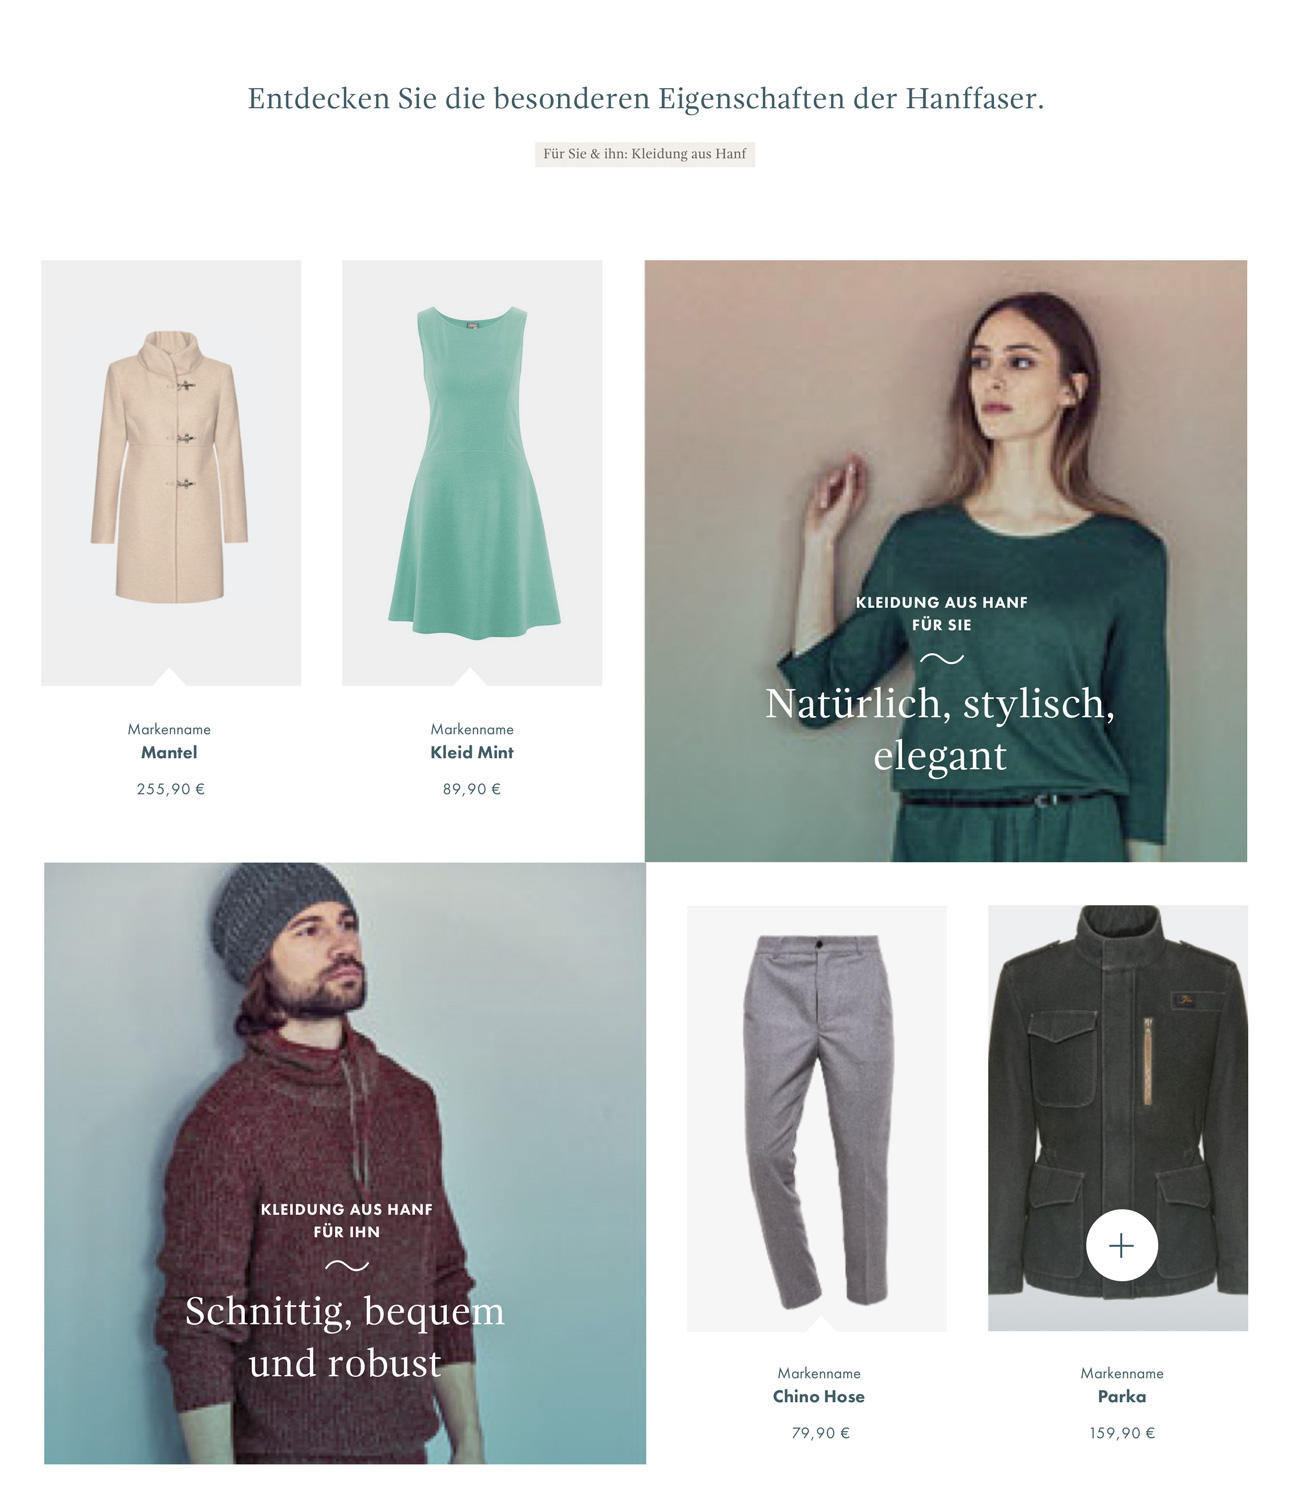 Entdecken Sie die besonderen Eigenschaften der Hanffaser.
Für Sie & ihn: Kleidung aus Hanf
Markenname
Mantel
255,90 €
Markenname
Kleid Mint
89,90 €
KLEIDUNG AUS HANF
FÜR SIE
Natürlich, stylisch,
elegant
KLEIDUNG AUS HANF
FÜR IHN
Schnittig, bequem
und robust
Markenname
Chino Hose
79,90 €
Markenname
Parka
159,90 €